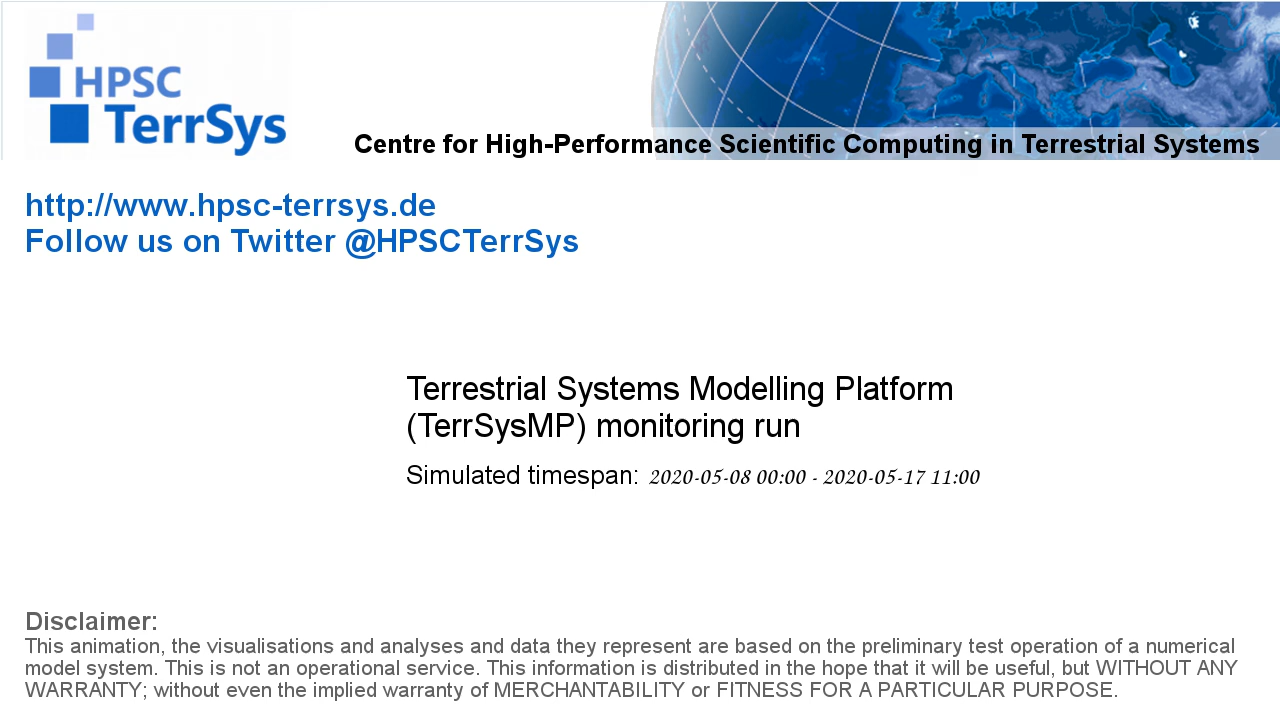 HPSC
TerrSys
Centre for High-Performance Scientific Computing in Terrestrial Systems
http://www.hpsc-terrsys.de
Follow us on Twitter @HPSCTerrSys
Terrestrial Systems Modelling Platform
(TerrSysMP) monitoring run
Simulated timespan: 2020-05-08 00:00 - 2020-05-17 11:00
Disclaimer:
This animation, the visualisations and analyses and data they represent are based on the preliminary test operation of a numerical
model system. This is not an operational service. This information is distributed in the hope that it will be useful, but WITHOUT ANY
WARRANTY; without even the implied warranty of MERCHANTABILITY or FITNESS FOR A PARTICULAR PURPOSE.